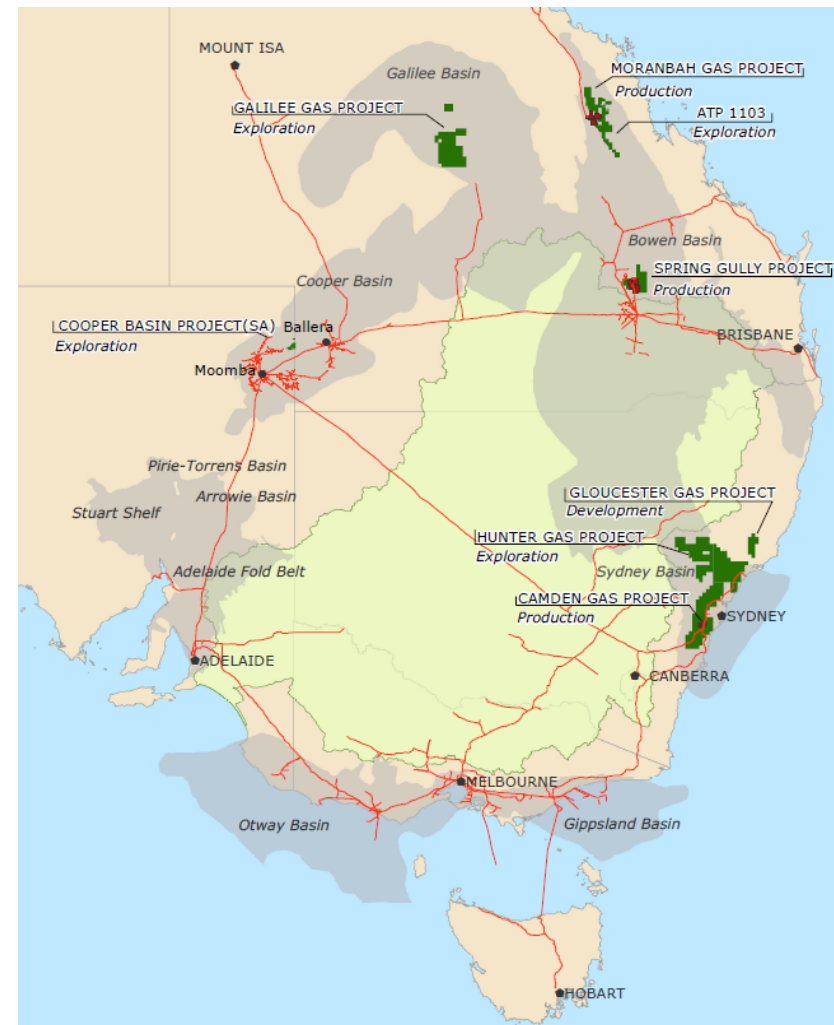 MOUNT ISA
Galilee Basin
MORANBAH GAS PROJECT
Production
GALILEE GAS PROJECT
Exploration
ATP 1103
Exploration
Bowen Basin
SPRING GULLY PROJECT
Production
Cooper Basin
COOPER BASIN PROJECT(SA)
Exploration
Ballera
BRISBANE
Moomba
Pirie-Torrens Basin
Arrowie Basin
Stuart Shelf
GLOUCESTER GAS PROJECT
Development
HUNTER GAS PROJECT
Exploration
Sydney Basin
Adelaide Fold Belt
CAMDEN GAS PROJECT
Production
SYDNEY
ADELAIDE
CANBERRA
MELBOURNE
Otway Basin
Gippsland Basin
HOBART